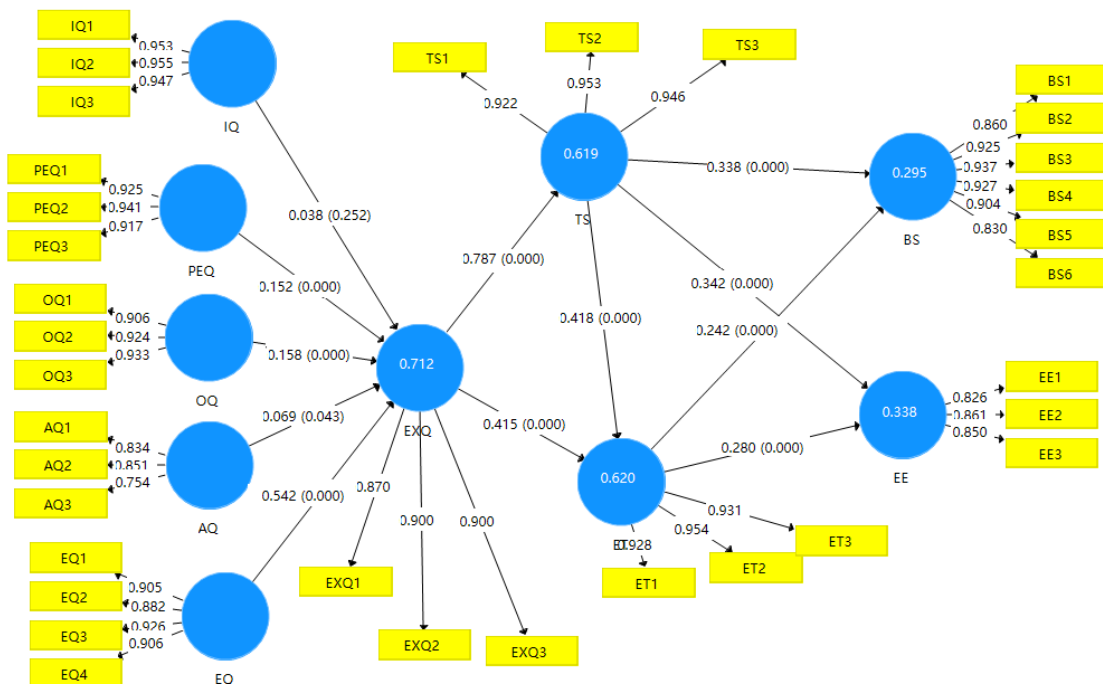 IQ1
IQ2
IQ3
0.953
0.955
0.947
IQ
PEQ1
PEQ2
PEQ3
0.925
0.941
0.917
PEQ
OQ1
OQ2
OQ3
0.906
0.924
0.933
OQ
AQ1
AQ2
AQ3
0.834
0.851
0.754
AQ
EQ1
EQ2
EQ3
EQ4
0.905
0.882
0.926
0.906
EQ
0.038 (0.252)
0.152 (0.000)
0.158 (0.000)
0.069 (0.043)
0.542 (0.000)
0.712
EXQ
0.870
0.900
0.900
EXQ1
EXQ2
EXQ3
0.787 (0.000)
0.415 (0.000)
TS1
TS2
TS3
0.922
0.953
0.946
0.619
TS
0.338 (0.000)
0.342 (0.000)
0.418 (0.000)
0.242 (0.000)
0.280 (0.000)
0.620
ET
0.928
0.954
0.931
ET1
ET2
ET3
0.295
BS
0.860
0.925
0.937
0.927
0.904
0.830
BS1
BS2
BS3
BS4
BS5
BS6
0.338
EE
0.826
0.861
0.850
EE1
EE2
EE3